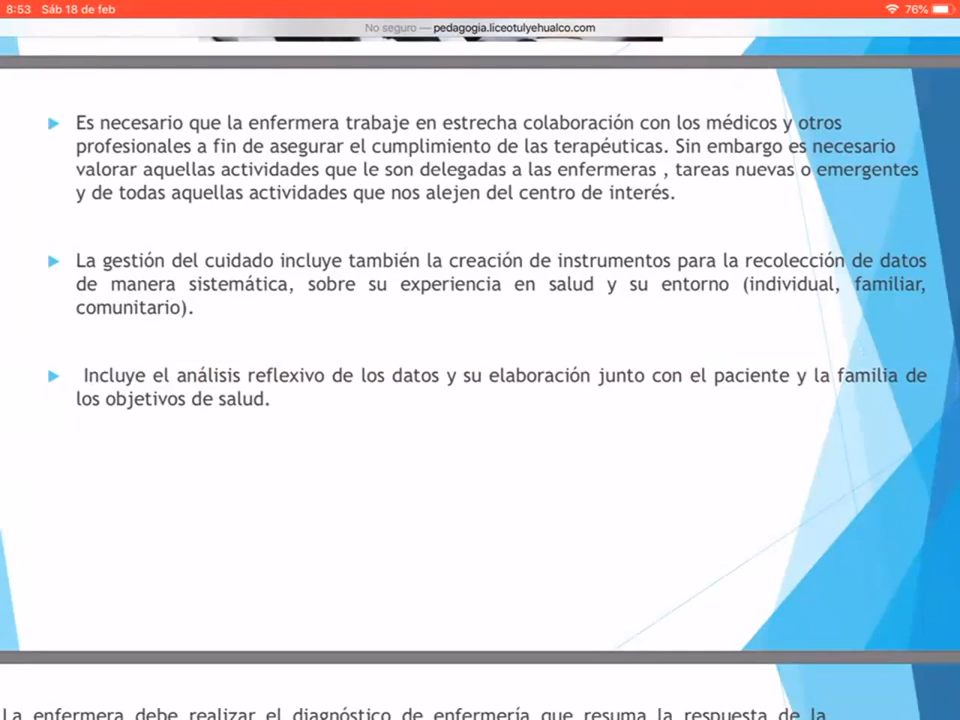 8:53 Sáb 18 de feb 76%
No seguro — pedagogia.liceotulyehualco.com
Es necesario que la enfermera trabaje en estrecha colaboración con los médicos y otros
profesionales a fin de asegurar el cumplimiento de las terapéuticas. Sin embargo es necesario
valorar aquellas actividades que le son delegadas a las enfermeras , tareas nuevas o emergentes
y de todas aquellas actividades que nos alejen del centro de interés.
La gestión del cuidado incluye también la creación de instrumentos para la recolección de datos
de manera sistemática, sobre su experiencia en salud y su entorno (individual, familiar,
comunitario).
Incluye el análisis reflexivo de los datos y su elaboración junto con el paciente y la familia de
los objetivos de salud.
La enfermera debe realizar el diagnóstico de enfermería que resuma la respuesta de la